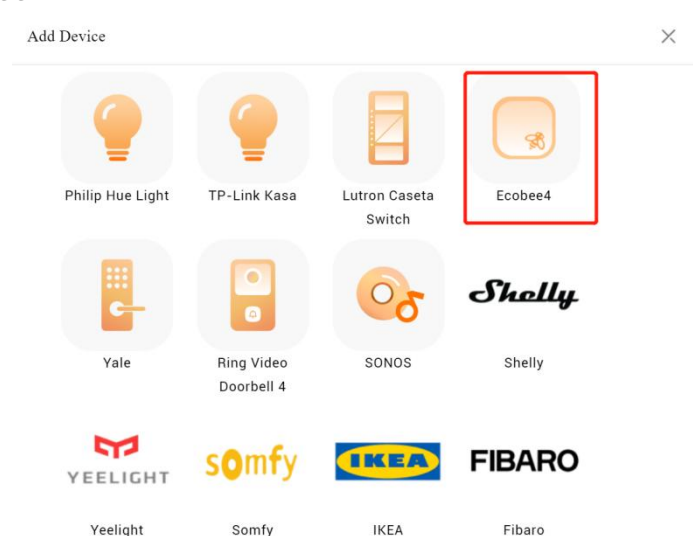 Add Device
Philip Hue Light
TP-Link Kasa
Lutron Caseta
Switch
Ecobee4
Yale
Ring Video
Doorbell 4
SONOS
Shelly
Shelly
YEELIGHT
somfy
IKEA
FIBARO
Yeelight
Somfy
IKEA
Fibaro